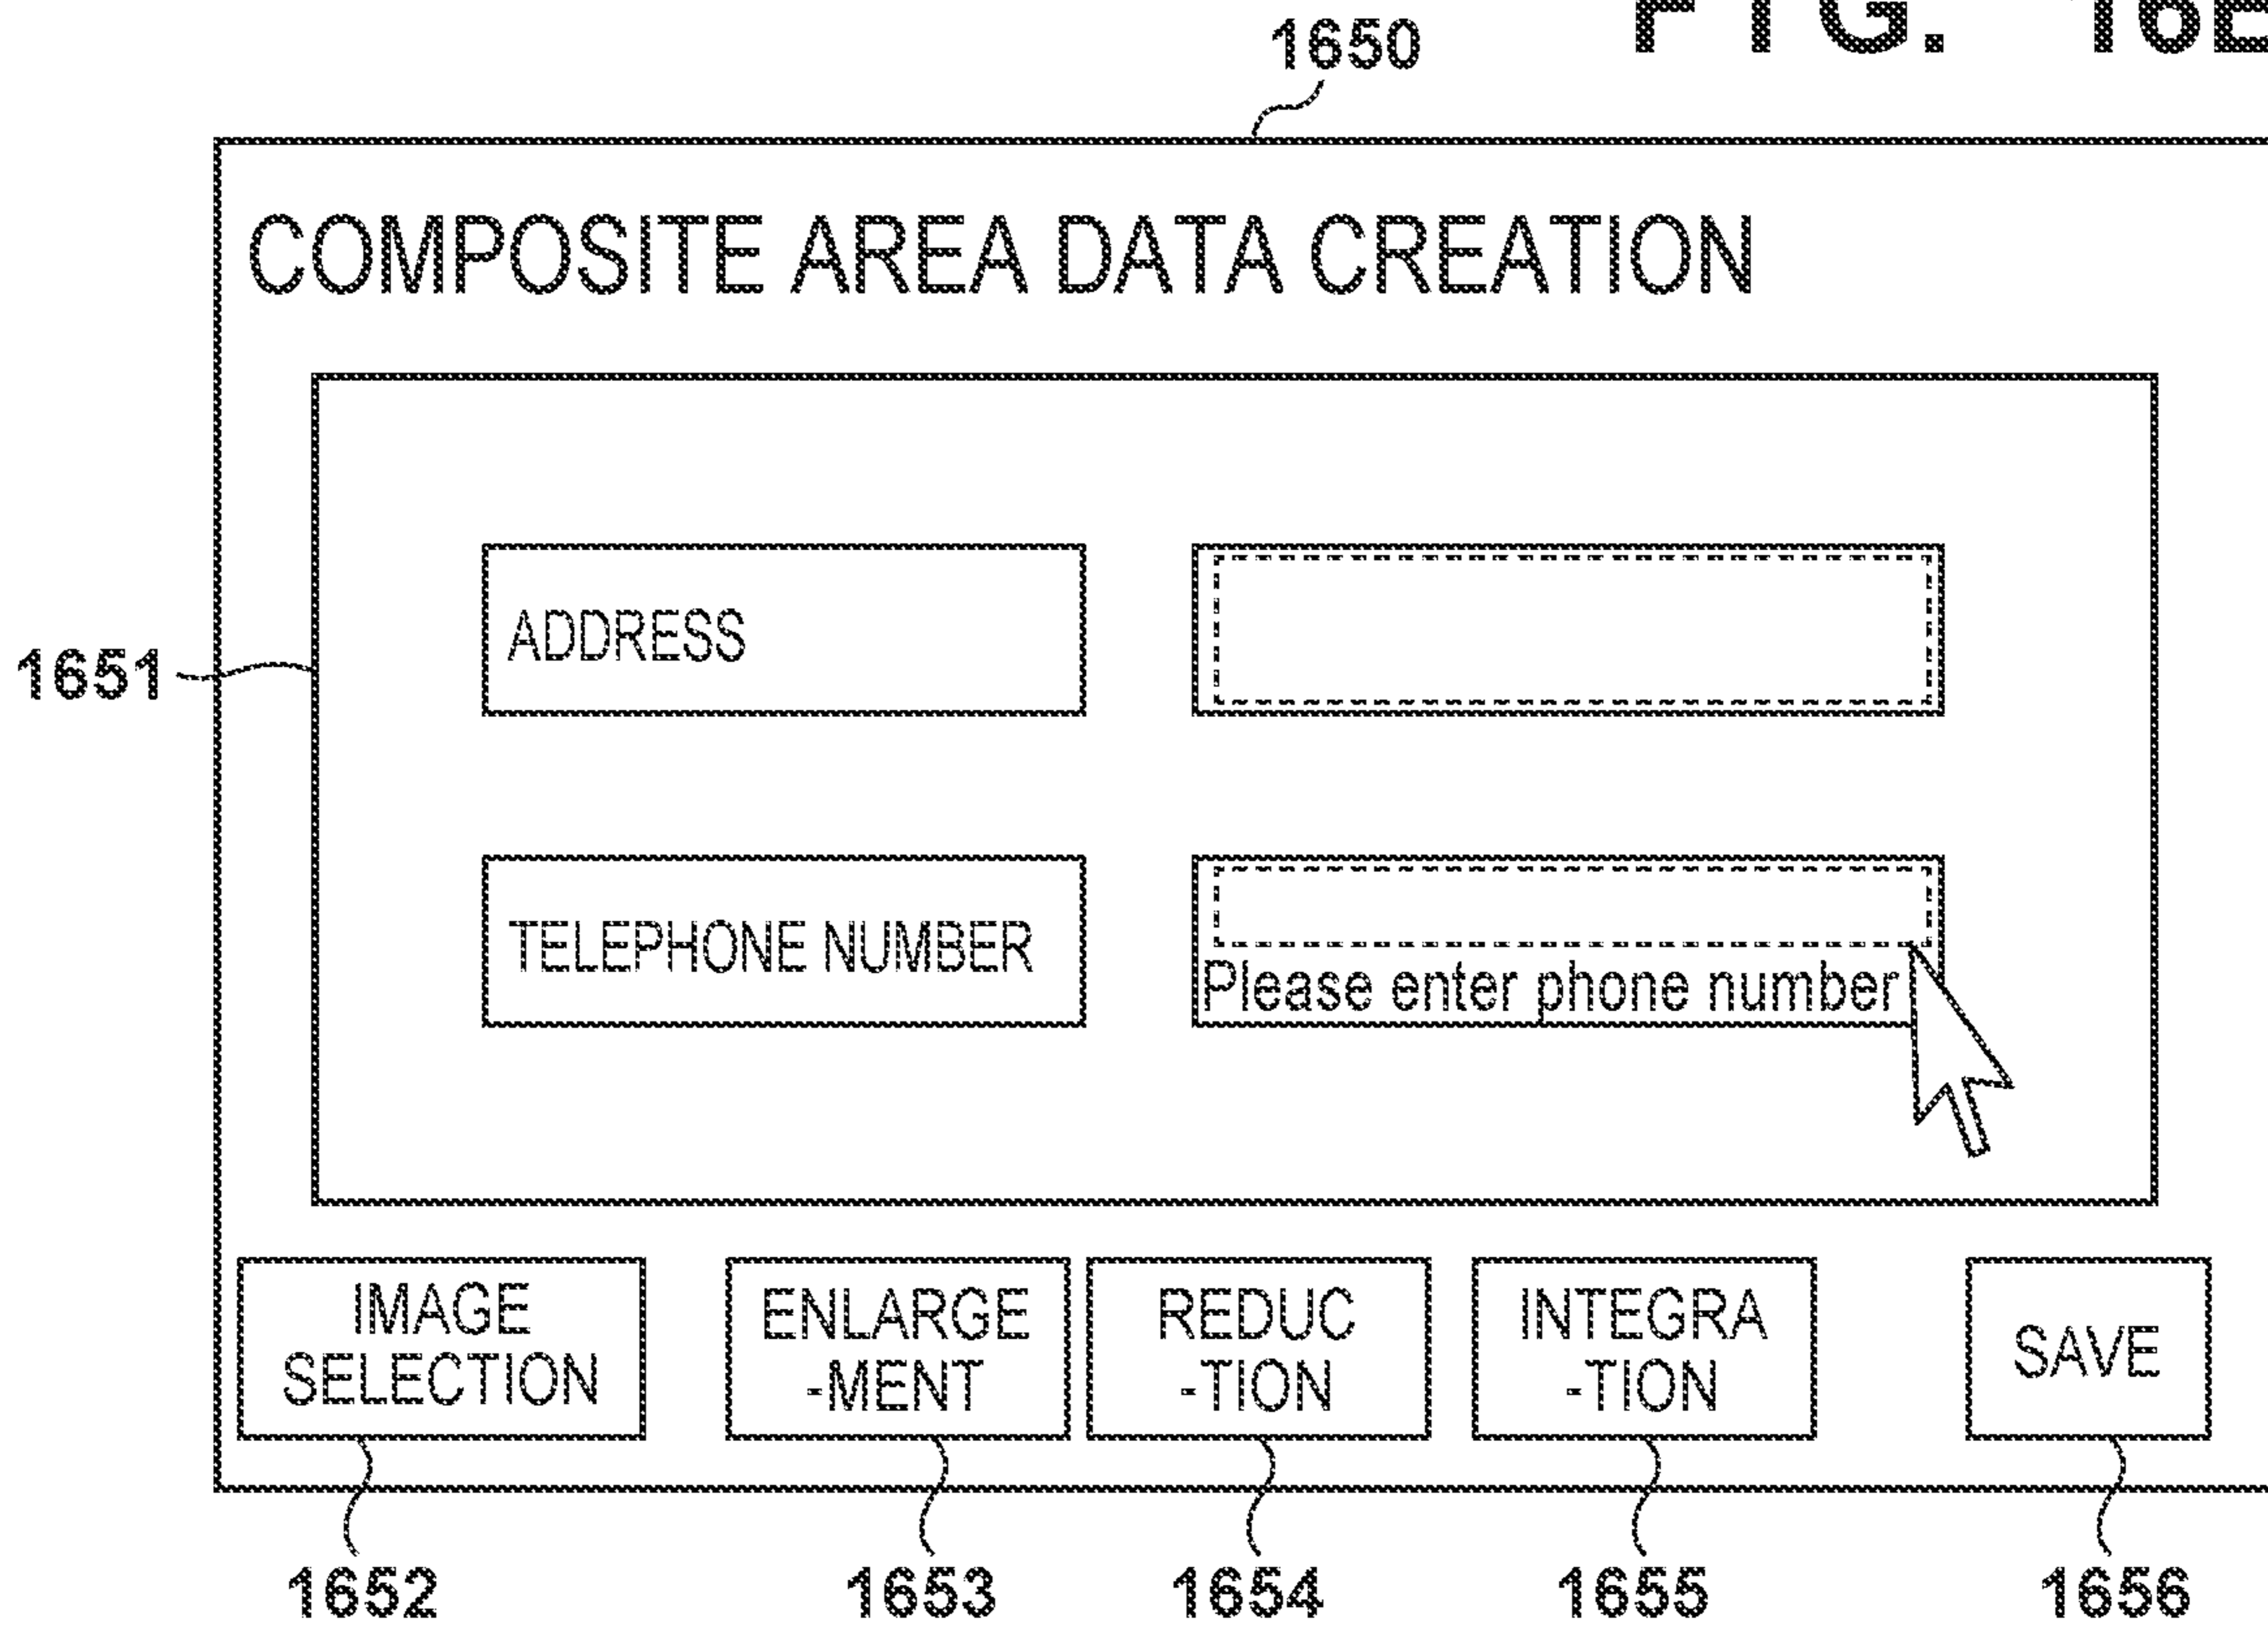 FIG. 16E
1650
COMPOSITE AREA DATA CREATION
ADDRESS
1651
TELEPHONE NUMBER
Please enter phone number
IMAGE
SELECTION
ENLARGE
-MENT
REDUC
-TION
INTEGRA
-TION
SAVE
1652
1653
1654
1655
1656